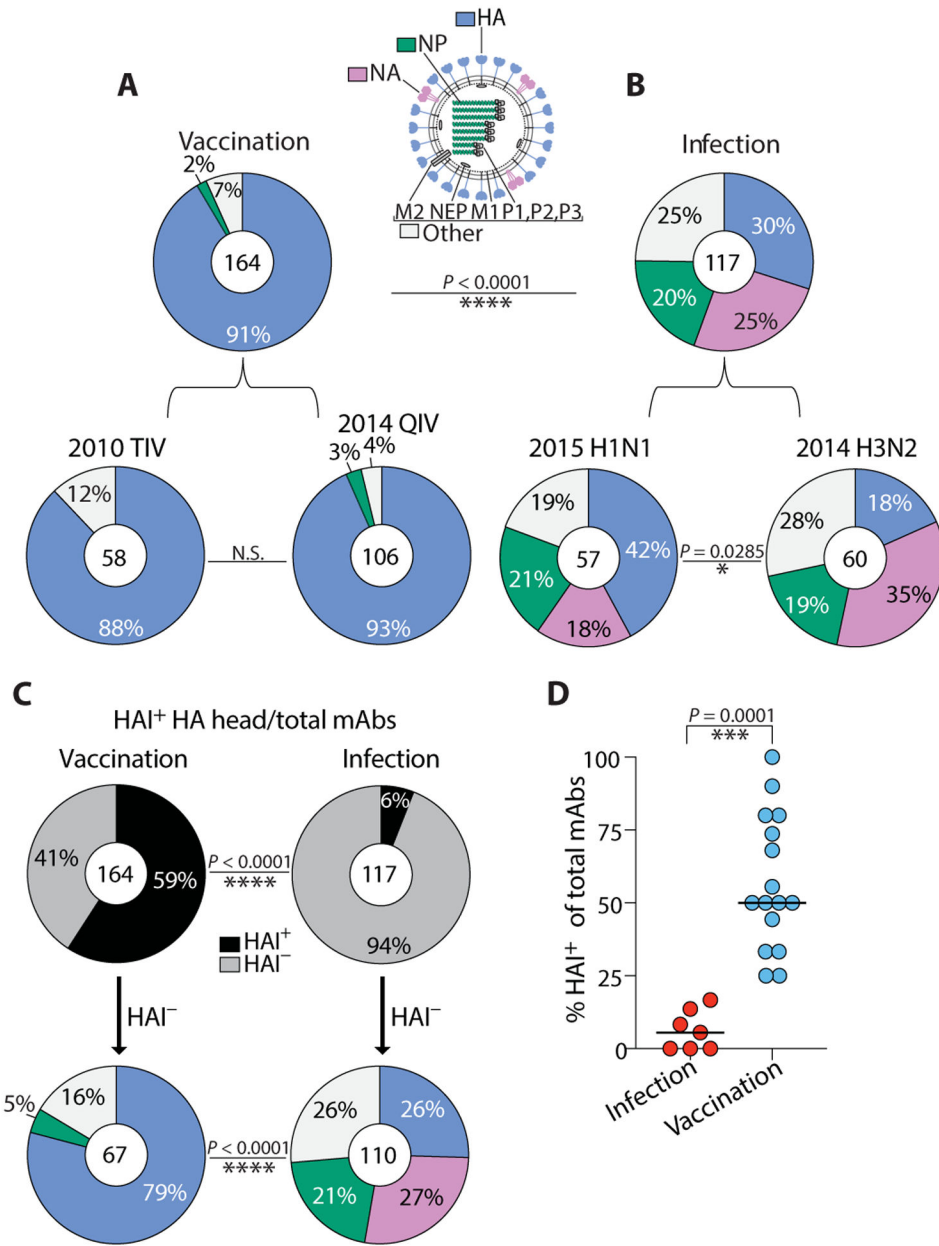 HA
NP
NA
M2 NEP M1 P1,P2,P3
Other
A
Vaccination
2%
7%
164
91%
P < 0.0001
****
B
Infection
25%
30%
117
20%
25%
2010 TIV
12%
58
88%
N.S.
2014 QIV
3%
4%
106
93%
2015 H1N1
19%
42%
57
21%
18%
P = 0.0285
*
2014 H3N2
28%
18%
60
19%
35%
C
HAI⁺ HA head/total mAbs
Vaccination
41%
164
59%
P < 0.0001
****
HAI⁺
HAI⁻
Infection
6%
117
94%
HAI⁻
HAI⁻
5%
16%
67
79%
P < 0.0001
****
26%
26%
110
21%
27%
D
P = 0.0001
***
% HAI⁺ of total mAbs
100
75
50
25
0
Infection
Vaccination